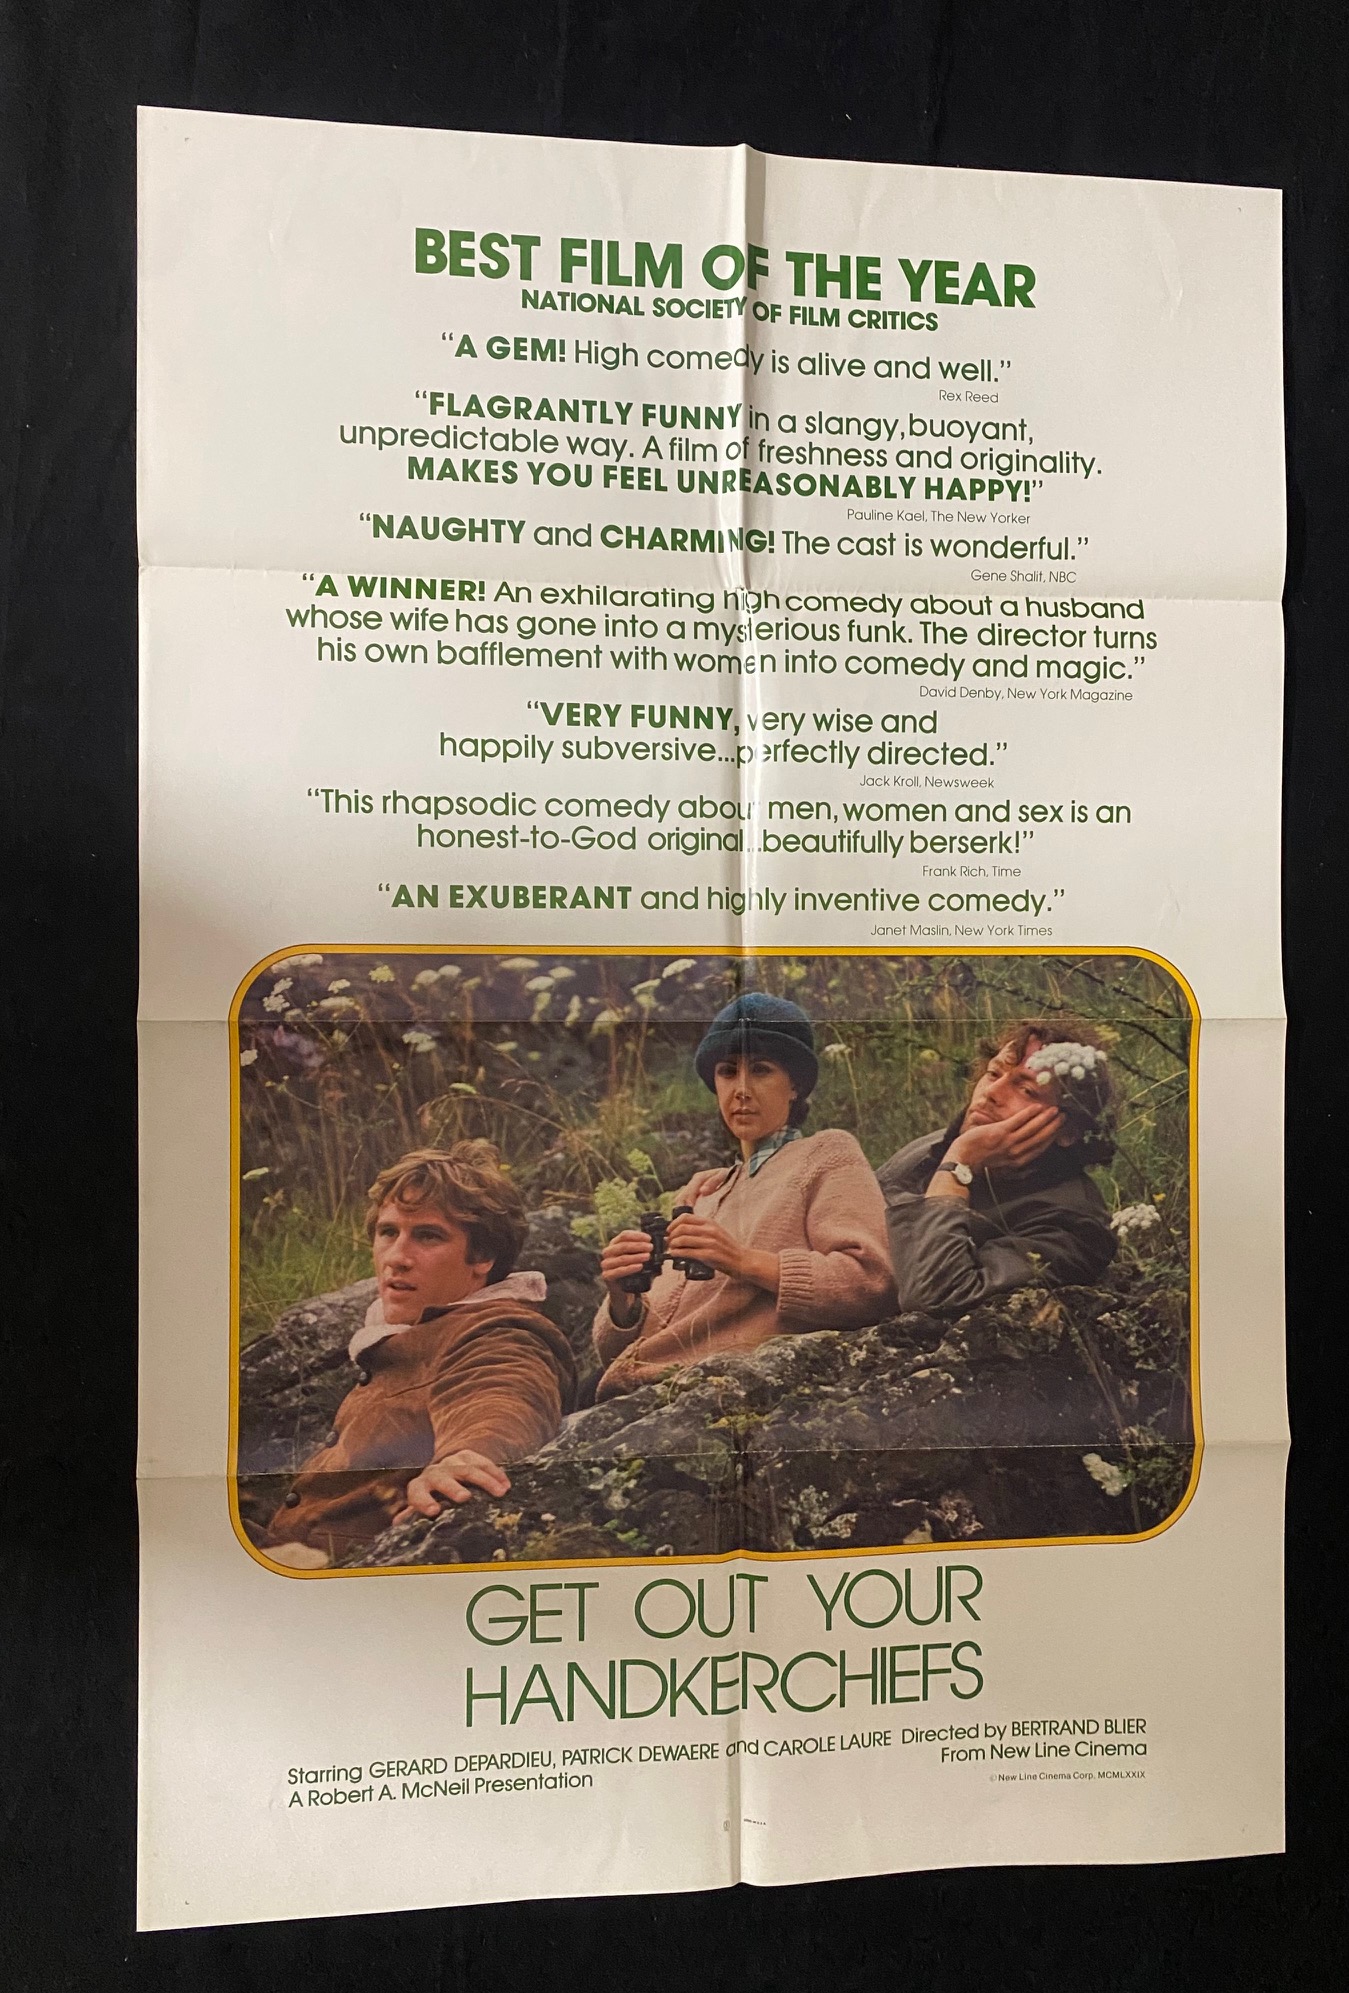 BEST FILM OF THE YEAR
NATIONAL SOCIETY OF FILM CRITICS
“A GEM! High comedy is alive and well.”
Rex Reed
“FLAGRANTLY FUNNY in a slangy, buoyant,
unpredictable way. A film of freshness and originality.
MAKES YOU FEEL UNREASONABLY HAPPY!”
Pauline Kael, The New Yorker
“NAUGHTY and CHARMING! The cast is wonderful.”
Gene Shalit, NBC
“A WINNER! An exhilarating high comedy about a husband
whose wife has gone into a mysterious funk. The director turns
his own bafflement with women into comedy and magic.”
David Denby, New York Magazine
“VERY FUNNY, very wise and
happily subversive...perfectly directed.”
Jack Kroll, Newsweek
“This rhapsodic comedy about men, women and sex is an
honest-to-God original...beautifully berserk!”
Frank Rich, Time
“AN EXUBERANT and highly inventive comedy.”
Janet Maslin, New York Times
GET OUT YOUR
HANDKERCHIEFS
Starring GERARD DEPARDIEU, PATRICK DEWAERE and CAROLE LAURE Directed by BERTRAND BLIER
A Robert A. McNeil Presentation From New Line Cinema
© New Line Cinema Corp. MCMLXXIX